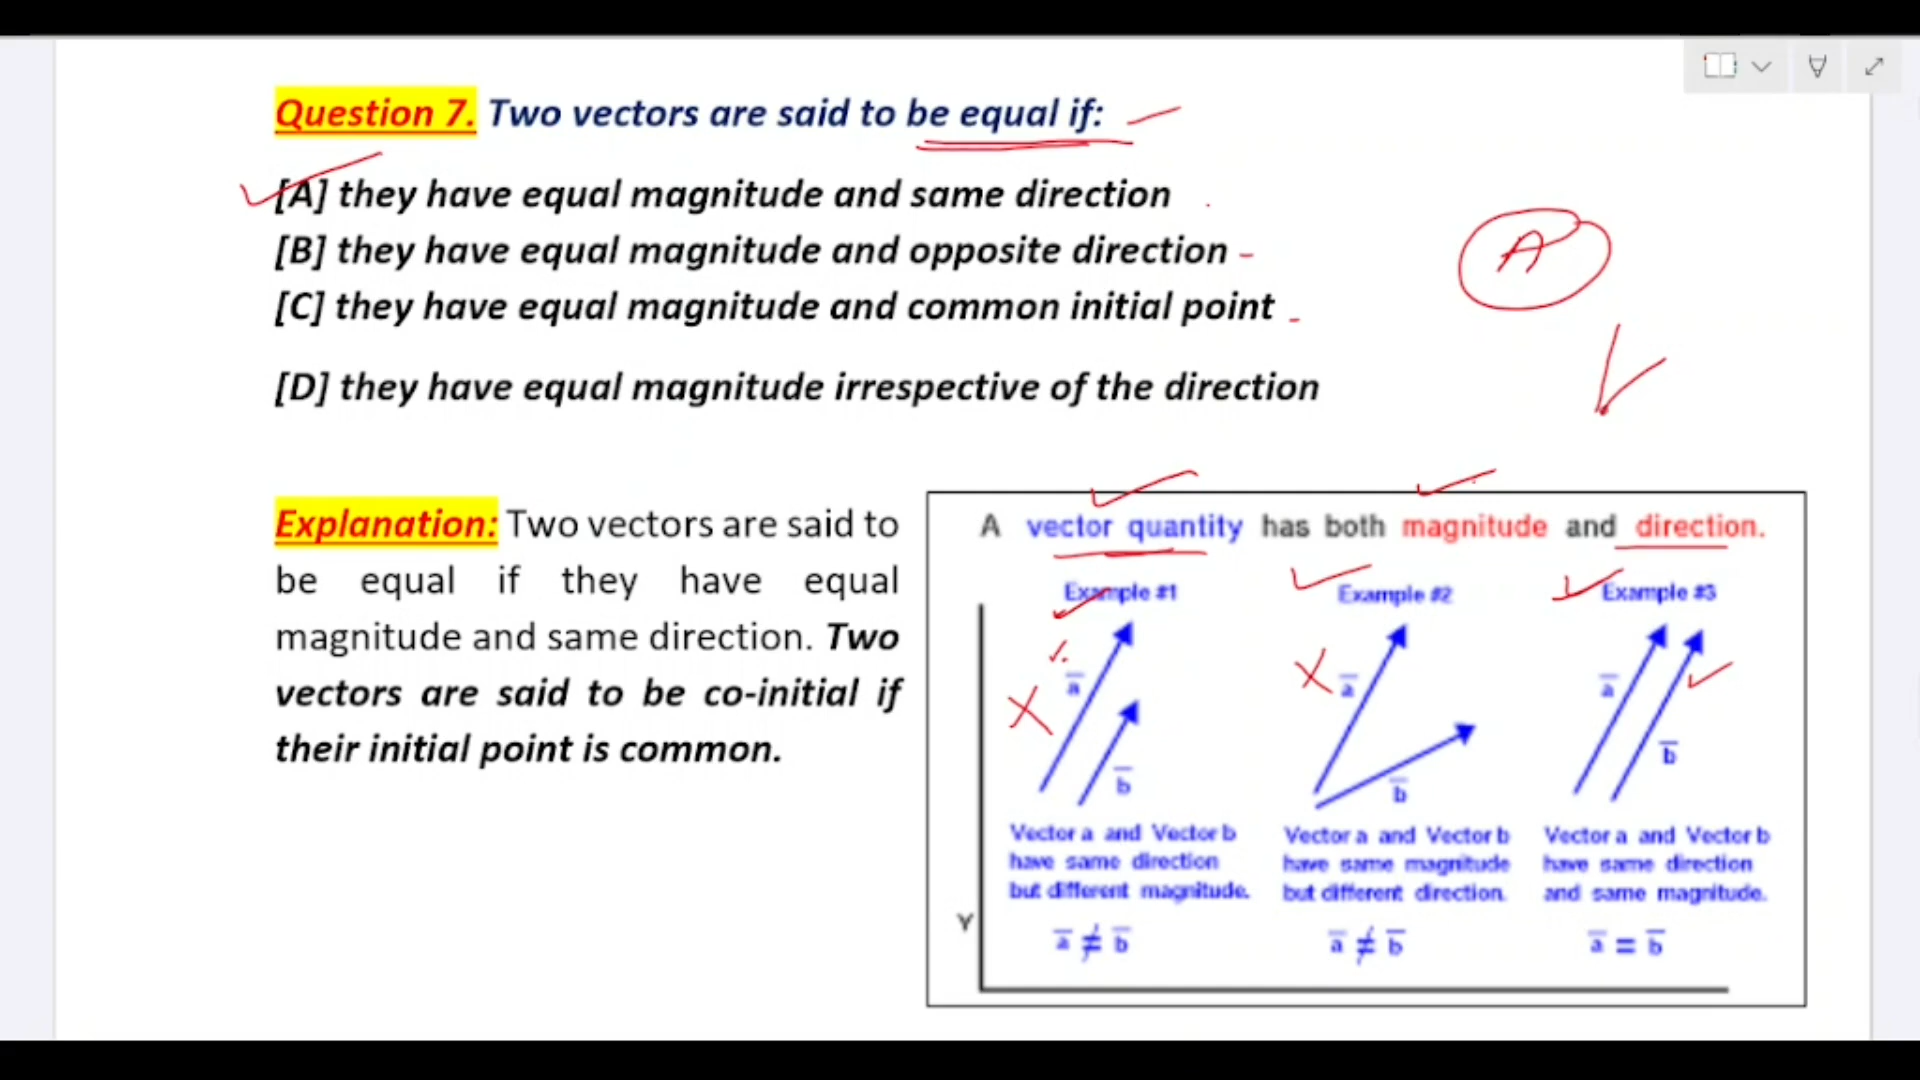 Question 7. Two vectors are said to be equal if:
[A] they have equal magnitude and same direction
[B] they have equal magnitude and opposite direction
[C] they have equal magnitude and common initial point
[D] they have equal magnitude irrespective of the direction
A
Explanation: Two vectors are said to
be equal if they have equal
magnitude and same direction. Two
vectors are said to be co-initial if
their initial point is common.
A vector quantity has both magnitude and direction.
Example #1
a
b
Vector a and Vector b
have same direction
but different magnitude.
a ≠ b
Example #2
a
b
Vector a and Vector b
have same magnitude
but different direction.
a ≠ b
Example #3
a
b
Vector a and Vector b
have same direction
and same magnitude.
a = b
Y